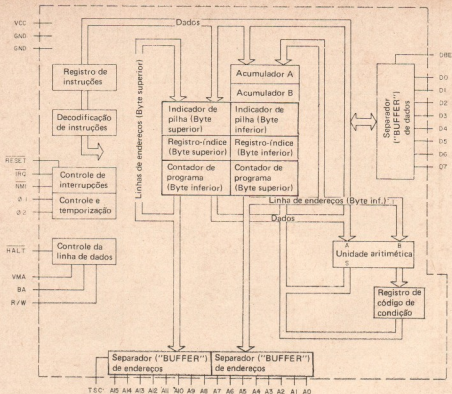 Dados
VCC
GND
GND
DBE
Registro de
instruções
Acumulador A
Acumulador B
D0
D1
D2
D3
D4
D5
D6
D7
Separador
("BUFFER")
de dados
Decodificação
de instruções
Linhas de endereços (Byte superior)
Indicador de
pilha (Byte
superior)
Indicador de
pilha (Byte
inferior)
Registro-índice
(Byte superior)
Registro-índice
(Byte inferior)
Contador de
programa
(Byte inferior)
Contador de
programa
(Byte superior)
RESET
IRQ
NMI
Ø 1
Ø 2
Controle de
interrupções
Controle e
temporização
Linha de endereços (Byte inf.)
Dados
HALT
VMA
BA
R/W
Controle da
linha de dados
A
B
S
Unidade aritimética
Registro de
código de
condição
Separador ("BUFFER")
de endereços
Separador ("BUFFER")
de endereços
TSC A15 A14 A13 A12 A11 A10 A9 A8 A7 A6 A5 A4 A3 A2 A1 A0